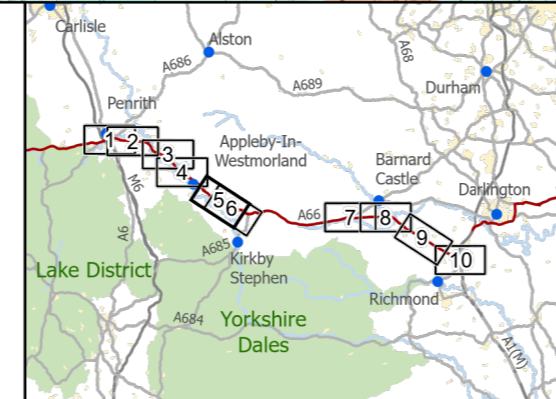 Carlisle
Alston
A686
A68
A689
Durham
Penrith
1
2
3
Appleby-In-
Westmorland
4
Barnard
Castle
Darlington
M6
5
6
A66
7
8
9
A6
A685
Kirkby
Stephen
10
Lake District
Richmond
A684
Yorkshire
Dales
A1(M)